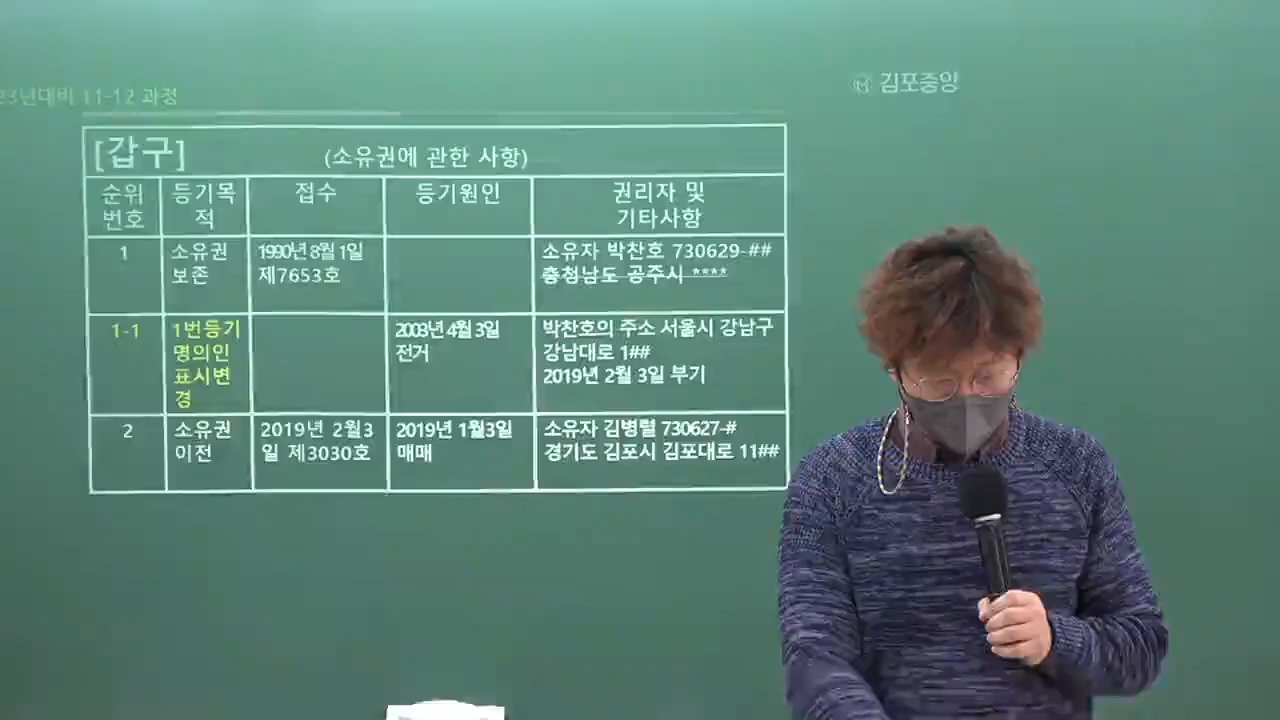 23년대비 11-12 과정
김포중앙
[갑구] (소유권에 관한 사항)
순위
번호
등기목
적
접수
등기원인
권리자 및
기타사항
1
소유권
보존
1990년 8월 1일
제7653호
소유자 박찬호 730629-##
충청남도 공주시 ****
1-1
1번등기
명의인
표시변
경
2003년 4월 3일
전거
박찬호의 주소 서울시 강남구
강남대로 1##
2019년 2월 3일 부기
2
소유권
이전
2019년 2월3
일 제3030호
2019년 1월3일
매매
소유자 김병렬 730627-#
경기도 김포시 김포대로 11##